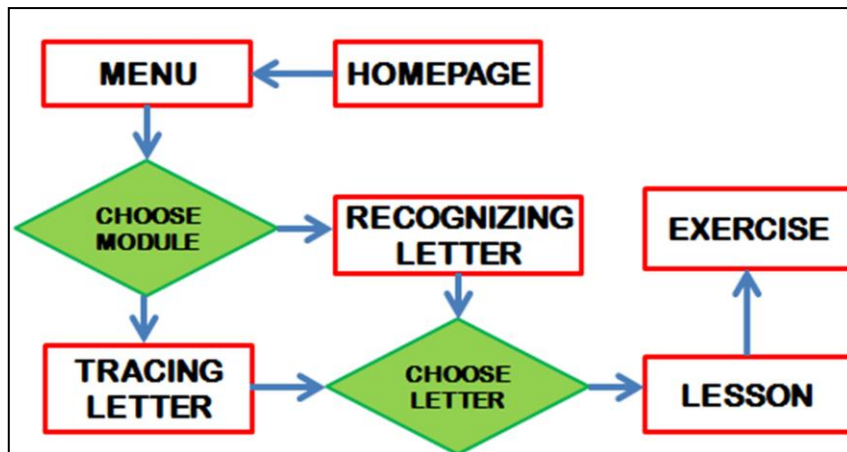 MENU
HOMEPAGE
CHOOSE
MODULE
RECOGNIZING
LETTER
EXERCISE
TRACING
LETTER
CHOOSE
LETTER
LESSON